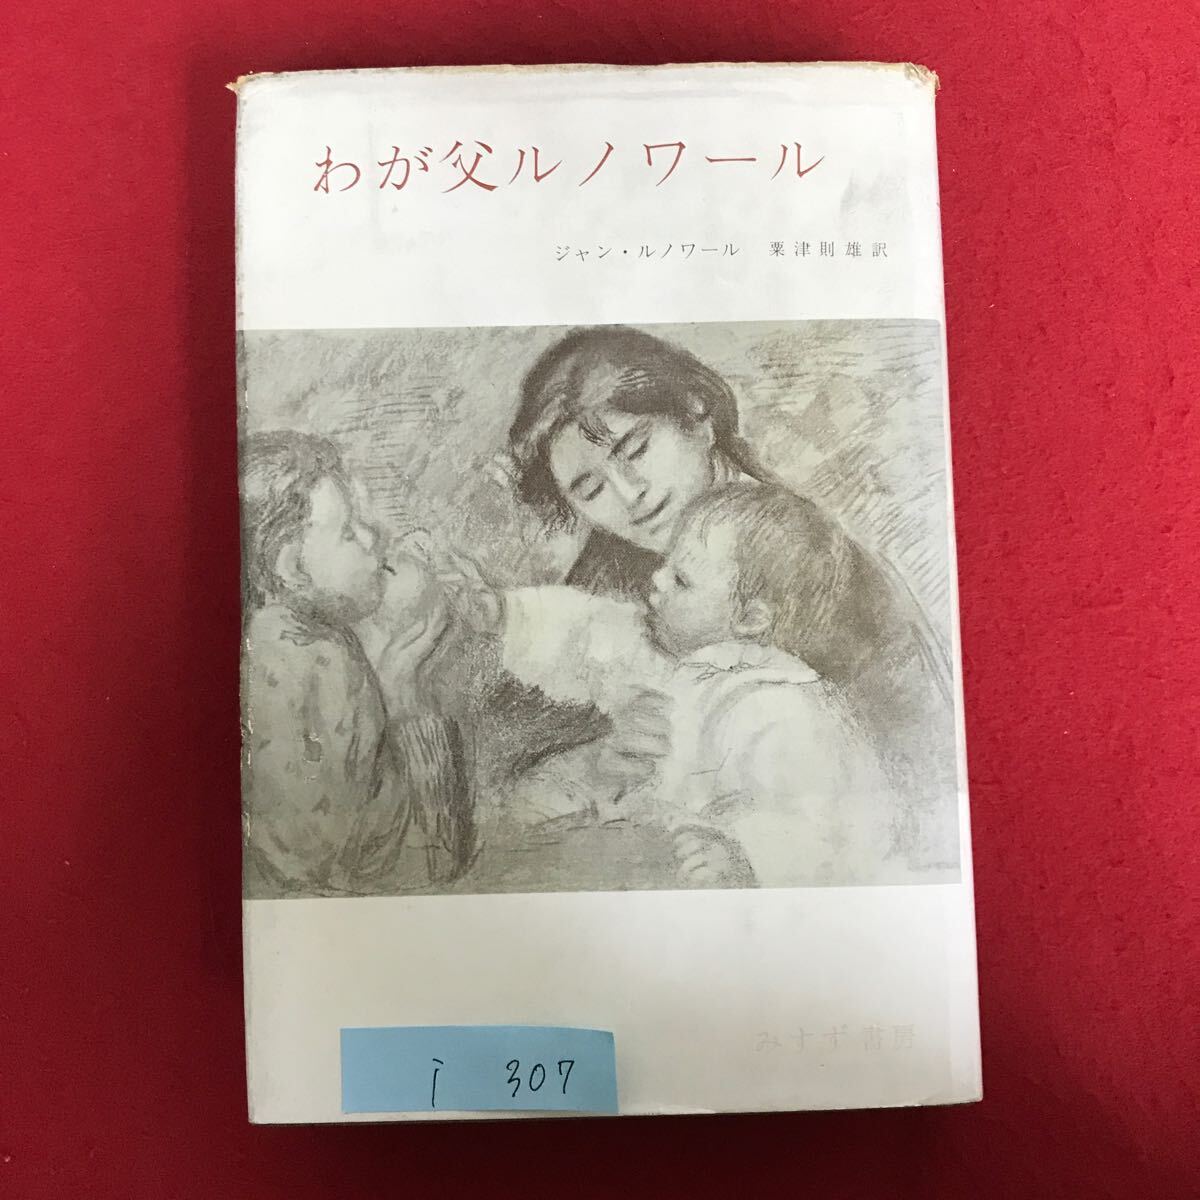 わが父ルノワール
ジャン・ルノワール　粟津則雄訳
みすず書房
i 307